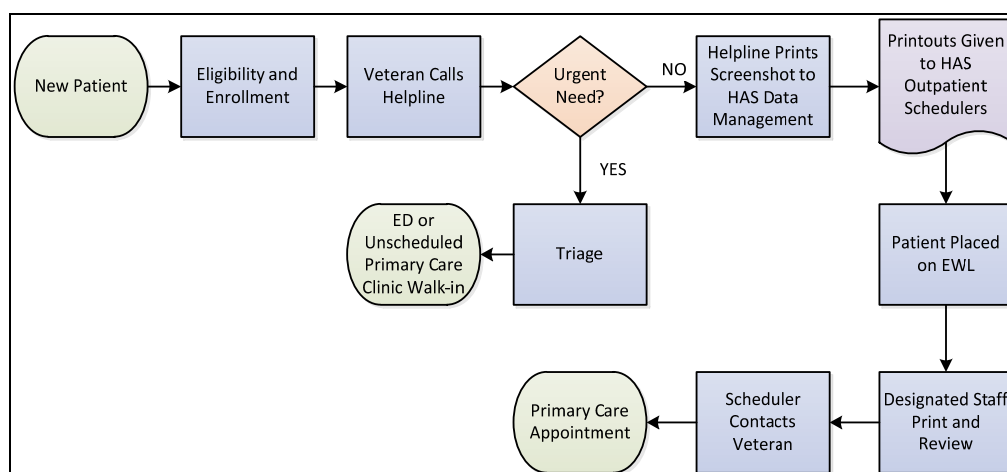 New Patient
Eligibility and
Enrollment
Veteran Calls
Helpline
Urgent
Need?
NO
Helpline Prints
Screenshot to
HAS Data
Management
Printouts Given
to HAS
Outpatient
Schedulers
YES
ED or
Unscheduled
Primary Care
Clinic Walk-in
Triage
Patient Placed
on EWL
Primary Care
Appointment
Scheduler
Contacts
Veteran
Designated Staff
Print and
Review